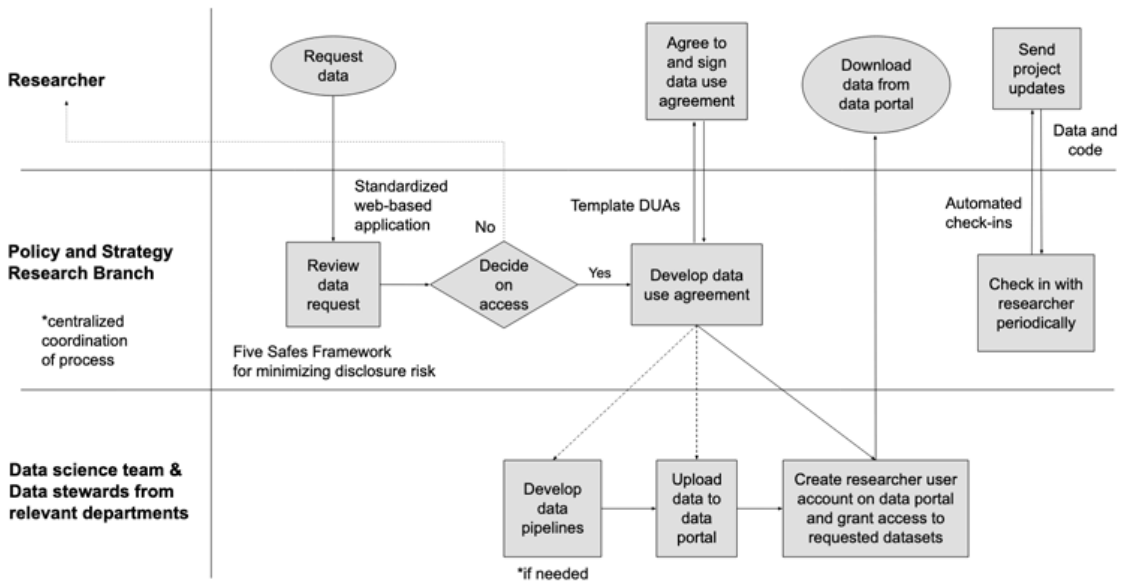 Researcher
Request
data
Agree to
and sign
data use
agreement
Download
data from
data portal
Send
project
updates
Data and
code
Policy and Strategy
Research Branch
*centralized
coordination
of process
Standardized
web-based
application
Review
data
request
Five Safes Framework
for minimizing disclosure risk
No
Decide
on
access
Yes
Template DUAs
Develop data
use agreement
Automated
check-ins
Check in with
researcher
periodically
Data science team &
Data stewards from
relevant departments
Develop
data
pipelines
*if needed
Upload
data to
data
portal
Create researcher user
account on data portal
and grant access to
requested datasets